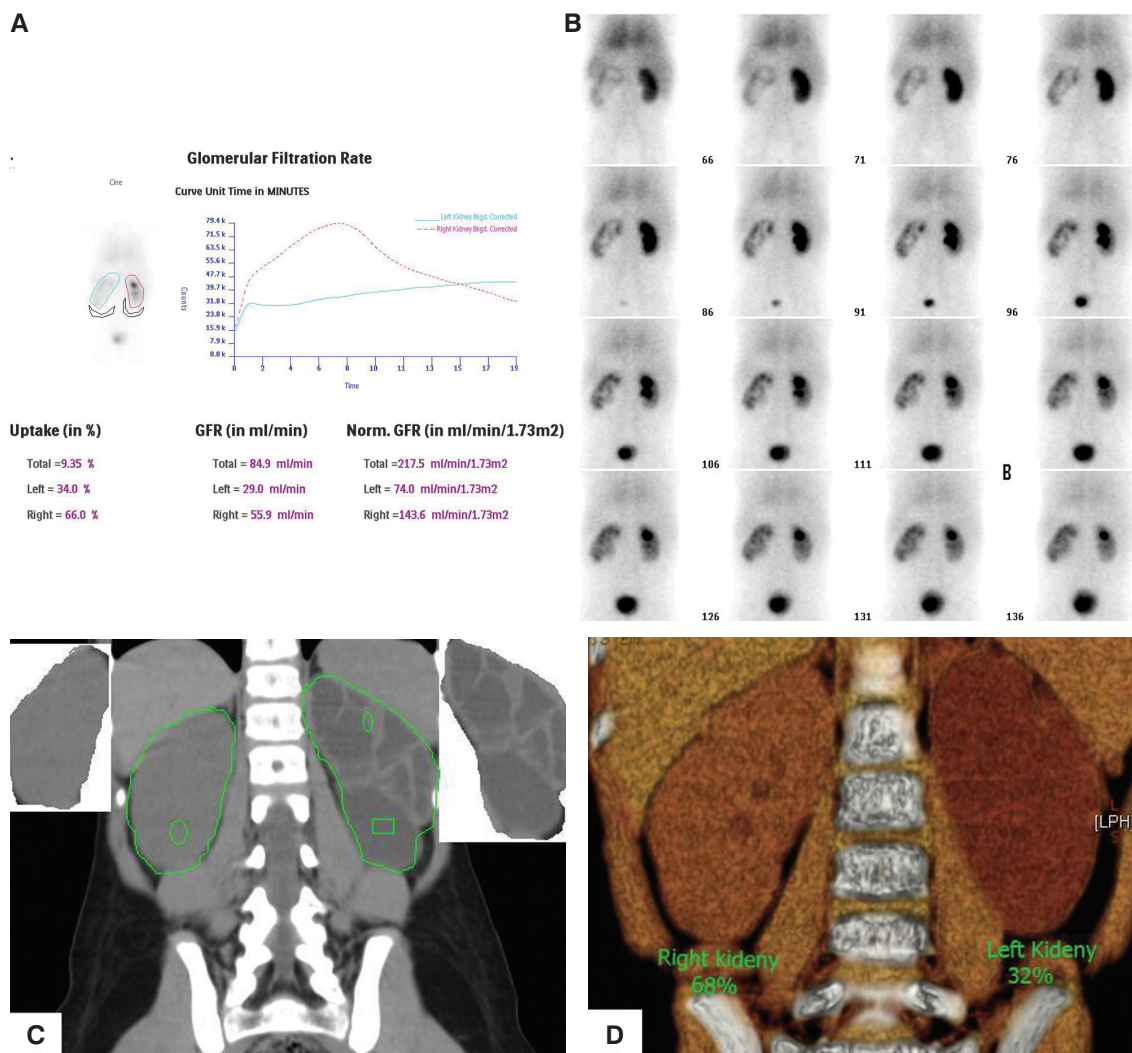 A
B
Glomerular Filtration Rate
Cine
Curve Unit Time in MINUTES
79.4 k
71.5 k
63.5 k
55.6 k
47.7 k
39.7 k
31.8 k
23.8 k
15.9 k
7.9 k
0.0 k
Counts
Left Kidney Bkgd. Corrected
Right Kidney Bkgd. Corrected
0 2 4 6 8 10 11 13 15 17 19
Time
Uptake (in %)
Total =9.35 %
Left = 34.0 %
Right = 66.0 %
GFR (in ml/min)
Total = 84.9 ml/min
Left = 29.0 ml/min
Right = 55.9 ml/min
Norm. GFR (in ml/min/1.73m2)
Total=217.5 ml/min/1.73m2
Left = 74.0 ml/min/1.73m2
Right=143.6 ml/min/1.73m2
66 71 76
86 91 96
106 111 B
126 131 136
C
[LPH]
L
S
Right kideny
68%
Left Kideny
32%
D